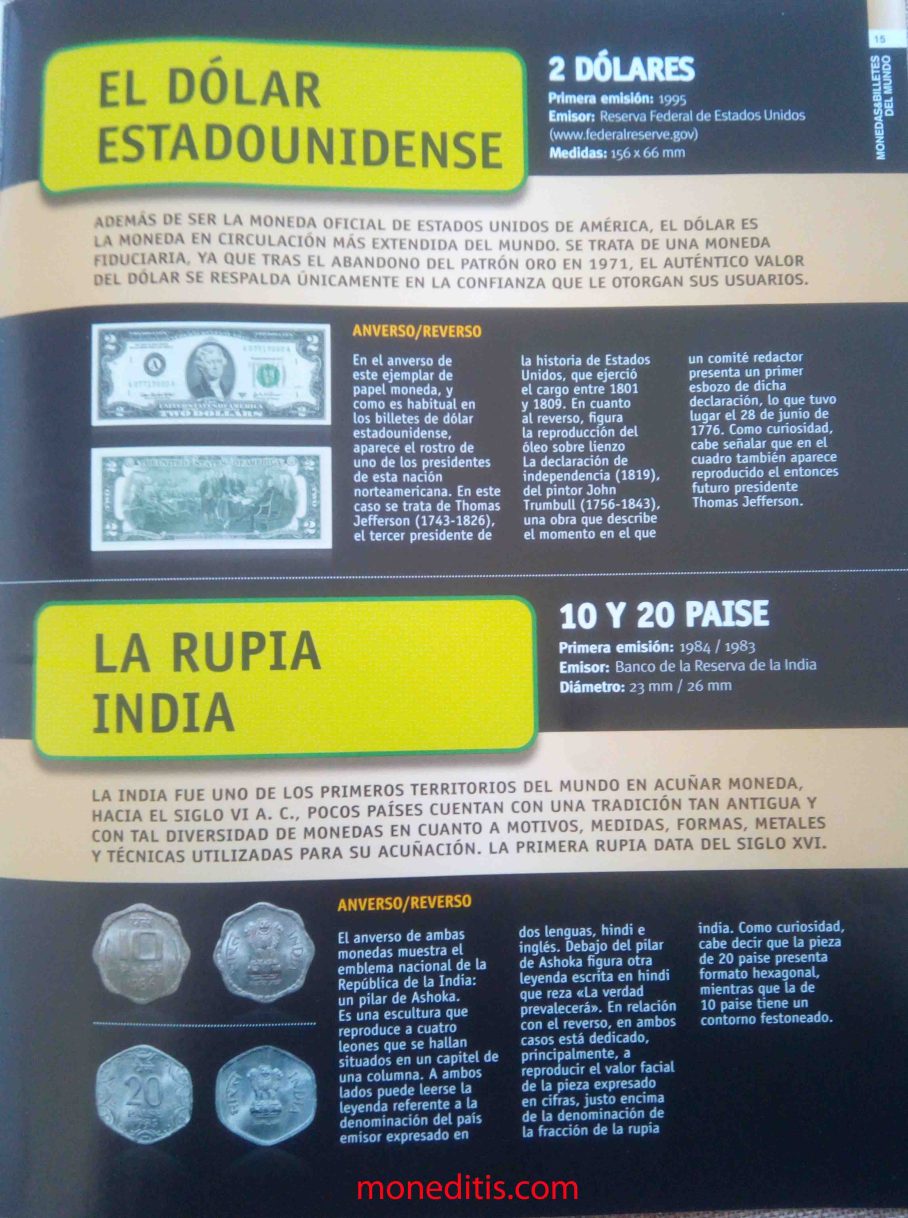 EL DÓLAR
ESTADOUNIDENSE
2 DÓLARES
Primera emisión: 1995
Emisor: Reserva Federal de Estados Unidos
(www.federalreserve.gov)
Medidas: 156 x 66 mm
15
MONEDAS&BILLETES
DEL MUNDO
ADEMÁS DE SER LA MONEDA OFICIAL DE ESTADOS UNIDOS DE AMÉRICA, EL DÓLAR ES
LA MONEDA EN CIRCULACIÓN MÁS EXTENDIDA DEL MUNDO. SE TRATA DE UNA MONEDA
FIDUCIARIA, YA QUE TRAS EL ABANDONO DEL PATRÓN ORO EN 1971, EL AUTÉNTICO VALOR
DEL DÓLAR SE RESPALDA ÚNICAMENTE EN LA CONFIANZA QUE LE OTORGAN SUS USUARIOS.
TWO DOLLARS
ANVERSO/REVERSO
En el anverso de
este ejemplar de
papel moneda, y
como es habitual en
los billetes de dólar
estadounidense,
aparece el rostro de
uno de los presidentes
de esta nación
norteamericana. En este
caso se trata de Thomas
Jefferson (1743-1826),
el tercer presidente de
la historia de Estados
Unidos, que ejerció
el cargo entre 1801
y 1809. En cuanto
al reverso, figura
la reproducción del
óleo sobre lienzo
La declaración de
independencia (1819),
del pintor John
Trumbull (1756-1843),
una obra que describe
el momento en el que
un comité redactor
presenta un primer
esbozo de dicha
declaración, lo que tuvo
lugar el 28 de junio de
1776. Como curiosidad,
cabe señalar que en el
cuadro también aparece
reproducido el entonces
futuro presidente
Thomas Jefferson.
LA RUPIA
INDIA
10 Y 20 PAISE
Primera emisión: 1984 / 1983
Emisor: Banco de la Reserva de la India
Diámetro: 23 mm / 26 mm
LA INDIA FUE UNO DE LOS PRIMEROS TERRITORIOS DEL MUNDO EN ACUÑAR MONEDA,
HACIA EL SIGLO VI A. C., POCOS PAÍSES CUENTAN CON UNA TRADICIÓN TAN ANTIGUA Y
CON TAL DIVERSIDAD DE MONEDAS EN CUANTO A MOTIVOS, MEDIDAS, FORMAS, METALES
Y TÉCNICAS UTILIZADAS PARA SU ACUÑACIÓN. LA PRIMERA RUPIA DATA DEL SIGLO XVI.
10
20
ANVERSO/REVERSO
El anverso de ambas
monedas muestra el
emblema nacional de la
República de la India:
un pilar de Ashoka.
Es una escultura que
reproduce a cuatro
leones que se hallan
situados en un capitel de
una columna. A ambos
lados puede leerse la
leyenda referente a la
denominación del país
emisor expresado en
dos lenguas, hindi e
inglés. Debajo del pilar
de Ashoka figura otra
leyenda escrita en hindi
que reza «La verdad
prevalecerá». En relación
con el reverso, en ambos
casos está dedicado,
principalmente, a
reproducir el valor facial
de la pieza expresado
en cifras, justo encima
de la denominación de
la fracción de la rupia
india. Como curiosidad,
cabe decir que la pieza
de 20 paise presenta
formato hexagonal,
mientras que la de
10 paise tiene un
contorno festoneado.
moneditis.com